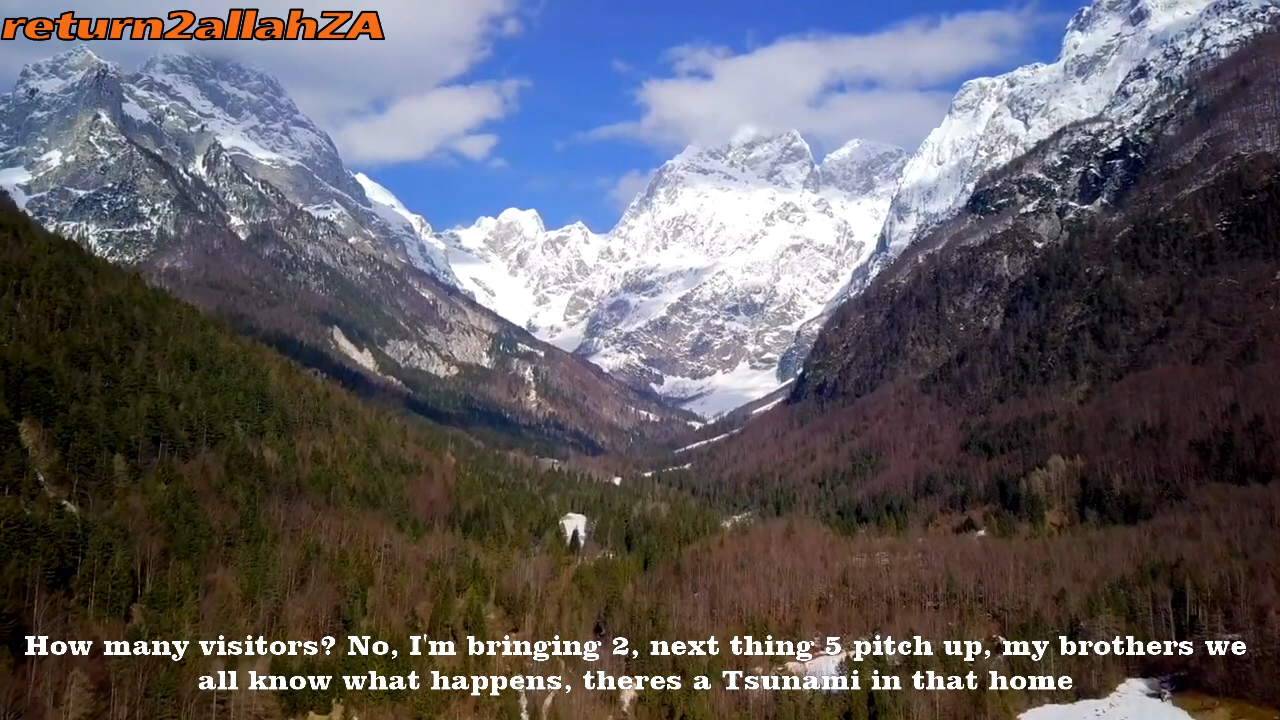 return2allahZA
How many visitors? No, I'm bringing 2, next thing 5 pitch up, my brothers we
all know what happens, theres a Tsunami in that home